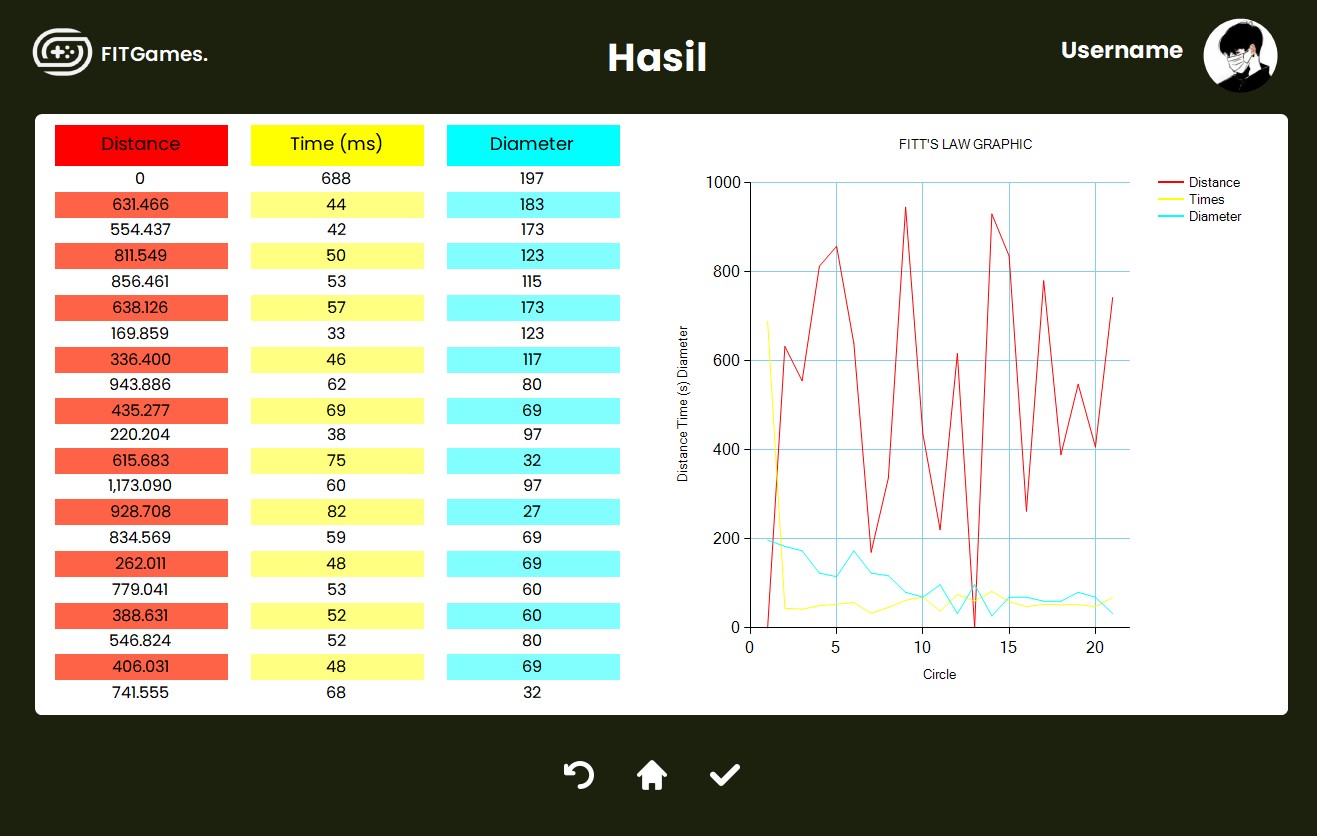 FITGames.
Hasil
Username
Distance Time (ms) Diameter
0 688 197
631.466 44 183
554.437 42 173
811.549 50 123
856.461 53 115
638.126 57 173
169.859 33 123
336.400 46 117
943.886 62 80
435.277 69 69
220.204 38 97
615.683 75 32
1,173.090 60 97
928.708 82 27
834.569 59 69
262.011 48 69
779.041 53 60
388.631 52 60
546.824 52 80
406.031 48 69
741.555 68 32
FITT'S LAW GRAPHIC
1000
800
600
400
200
0
Distance Time (s) Diameter
0 5 10 15 20
Circle
Distance
Times
Diameter